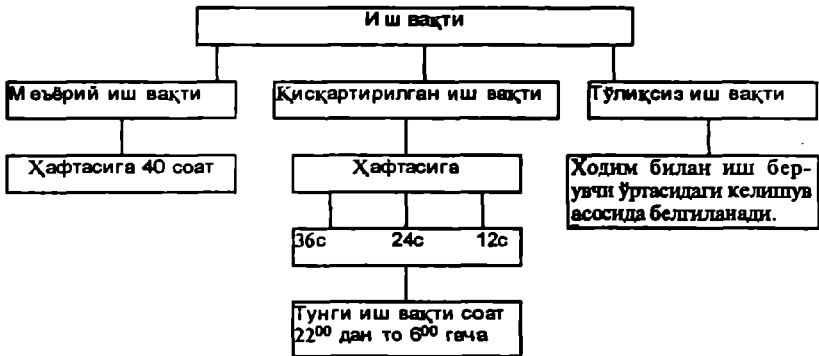 Иш вақти
Меъёрий иш вақти
Қисқартирилган иш вақти
Тўлиқсиз иш вақти
Ҳафтасига 40 соат
Ҳафтасига
Ходим билан иш бер-
увчи ўртасидаги келишув
асосида белгиланади.
36с 24с 12с
Тунги иш вақти соат
22⁰⁰ дан то 6⁰⁰ гача